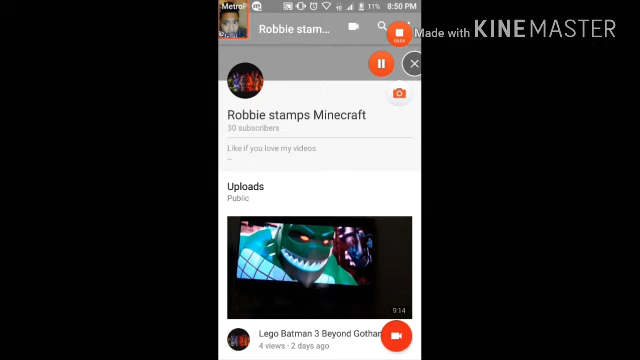 MetroP
11% 8:50 PM
Robbie stam...
Made with KINEMASTER
Robbie stamps Minecraft
30 subscribers
Like if you love my videos
--
Uploads
Public
9:14
Lego Batman 3 Beyond Gotham
4 views · 2 days ago